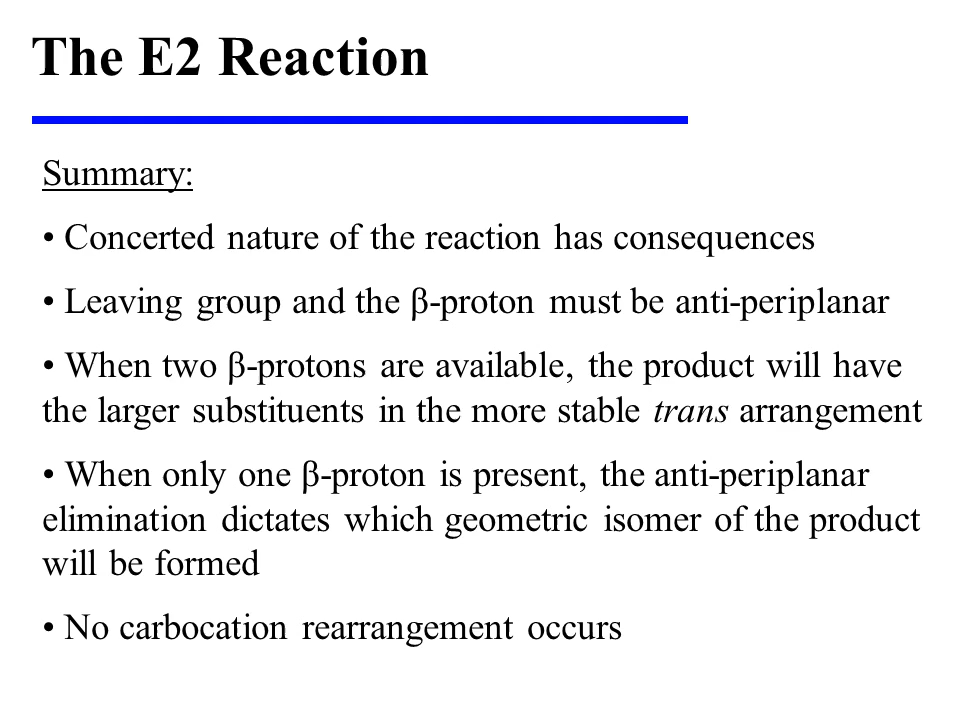 The E2 Reaction
Summary:
• Concerted nature of the reaction has consequences
• Leaving group and the β-proton must be anti-periplanar
• When two β-protons are available, the product will have
the larger substituents in the more stable trans arrangement
• When only one β-proton is present, the anti-periplanar
elimination dictates which geometric isomer of the product
will be formed
• No carbocation rearrangement occurs